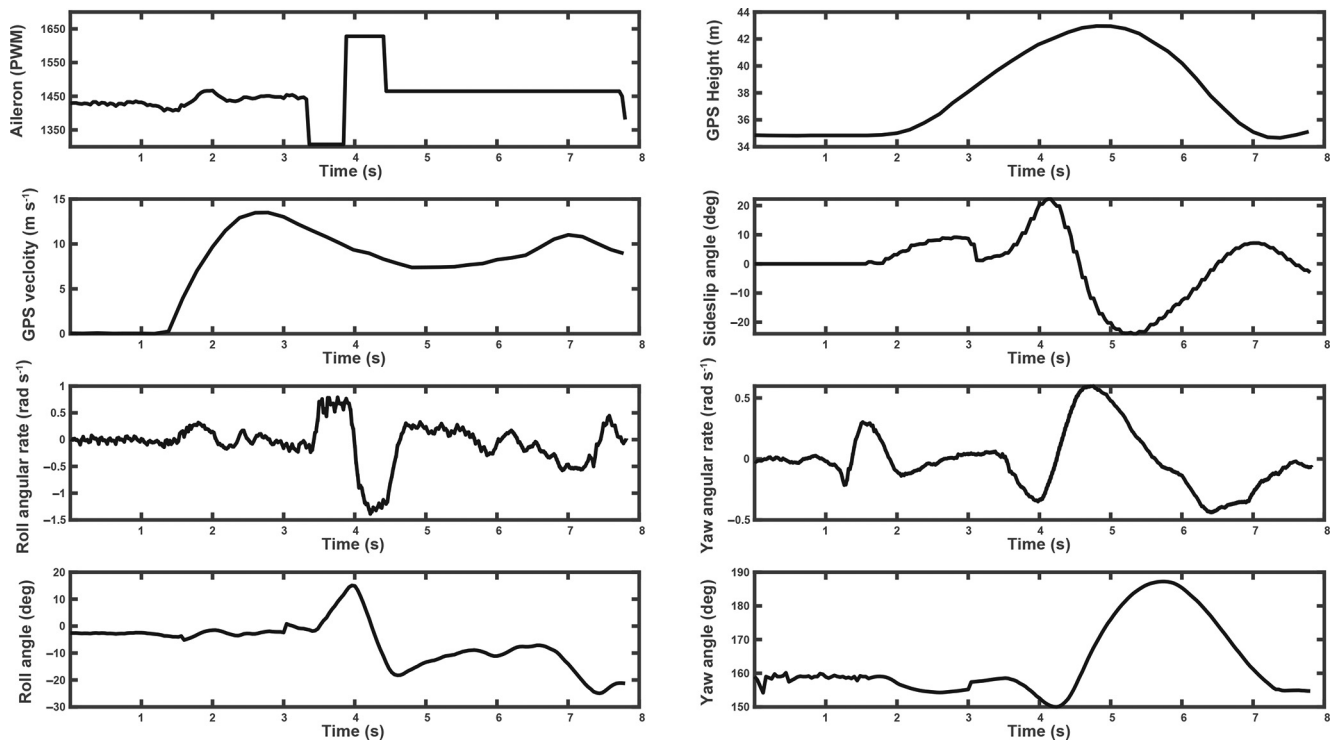 Aileron (PWM)
1650
1550
1450
1350
1 2 3 4 5 6 7 8
Time (s)
GPS Height (m)
44
42
40
38
36
34
1 2 3 4 5 6 7 8
Time (s)
GPS vecloity (m s-1)
15
10
5
0
1 2 3 4 5 6 7 8
Time (s)
Sideslip angle (deg)
20
10
0
–10
–20
1 2 3 4 5 6 7 8
Time (s)
Roll angular rate (rad s-1)
1
0.5
0
–0.5
–1
–1.5
1 2 3 4 5 6 7 8
Time (s)
Yaw angular rate (rad s-1)
0.5
0
–0.5
1 2 3 4 5 6 7 8
Time (s)
Roll angle (deg)
20
10
0
–10
–20
–30
1 2 3 4 5 6 7 8
Time (s)
Yaw angle (deg)
190
180
170
160
150
1 2 3 4 5 6 7 8
Time (s)